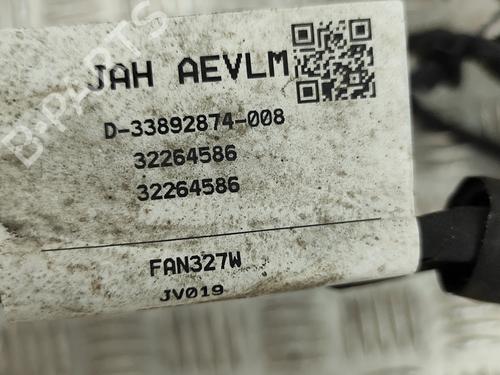 JAH AEVLM
D-33892874-008
32264586
32264586
FAN327W
JV019
B-PARTS